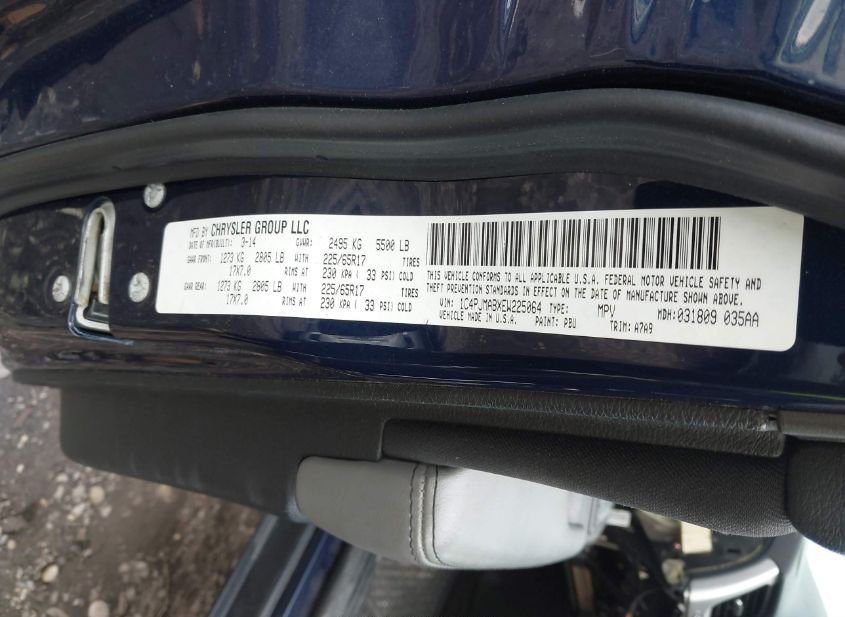 MFD BY CHRYSLER GROUP LLC
DATE OF MFR(BUILT): 3-14 GVWR: 2495 KG 5500 LB
GAWR FRONT: 1273 KG 2805 LB WITH 225/65R17 TIRES
17X7.0 RIMS AT 230 KPA ( 33 PSI) COLD
GAWR REAR: 1273 KG 2805 LB WITH 225/65R17 TIRES
17X7.0 RIMS AT 230 KPA ( 33 PSI) COLD
THIS VEHICLE CONFORMS TO ALL APPLICABLE U.S.A. FEDERAL MOTOR VEHICLE SAFETY AND
THEFT PREVENTION STANDARDS IN EFFECT ON THE DATE OF MANUFACTURE SHOWN ABOVE.
VIN: 1C4PJMABXEW225064 TYPE: MPV MDH:031809 035AA
VEHICLE MADE IN U.S.A. PAINT: PBU TRIM: A7A9